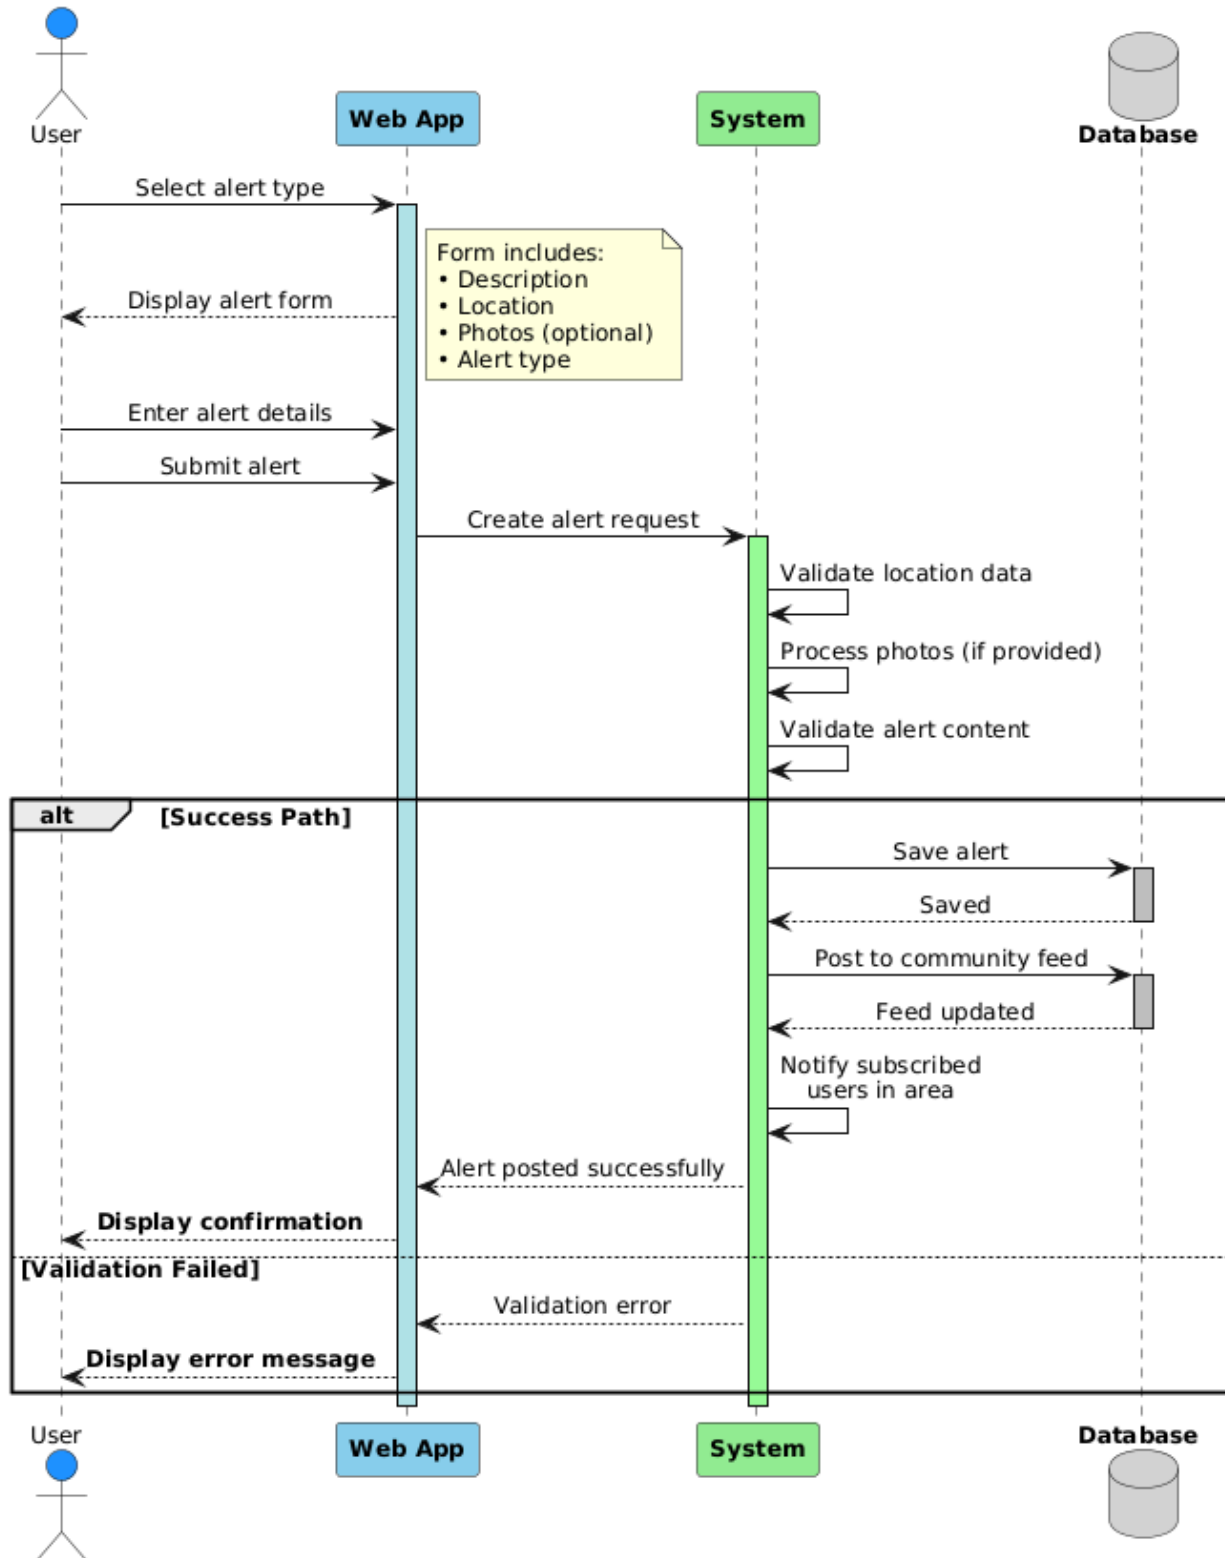 User
Web App
System
Database
Select alert type
Form includes:
• Description
• Location
• Photos (optional)
• Alert type
Display alert form
Enter alert details
Submit alert
Create alert request
Validate location data
Process photos (if provided)
Validate alert content
alt
[Success Path]
Save alert
Saved
Post to community feed
Feed updated
Notify subscribed
users in area
Alert posted successfully
Display confirmation
[Validation Failed]
Validation error
Display error message
User
Web App
System
Database